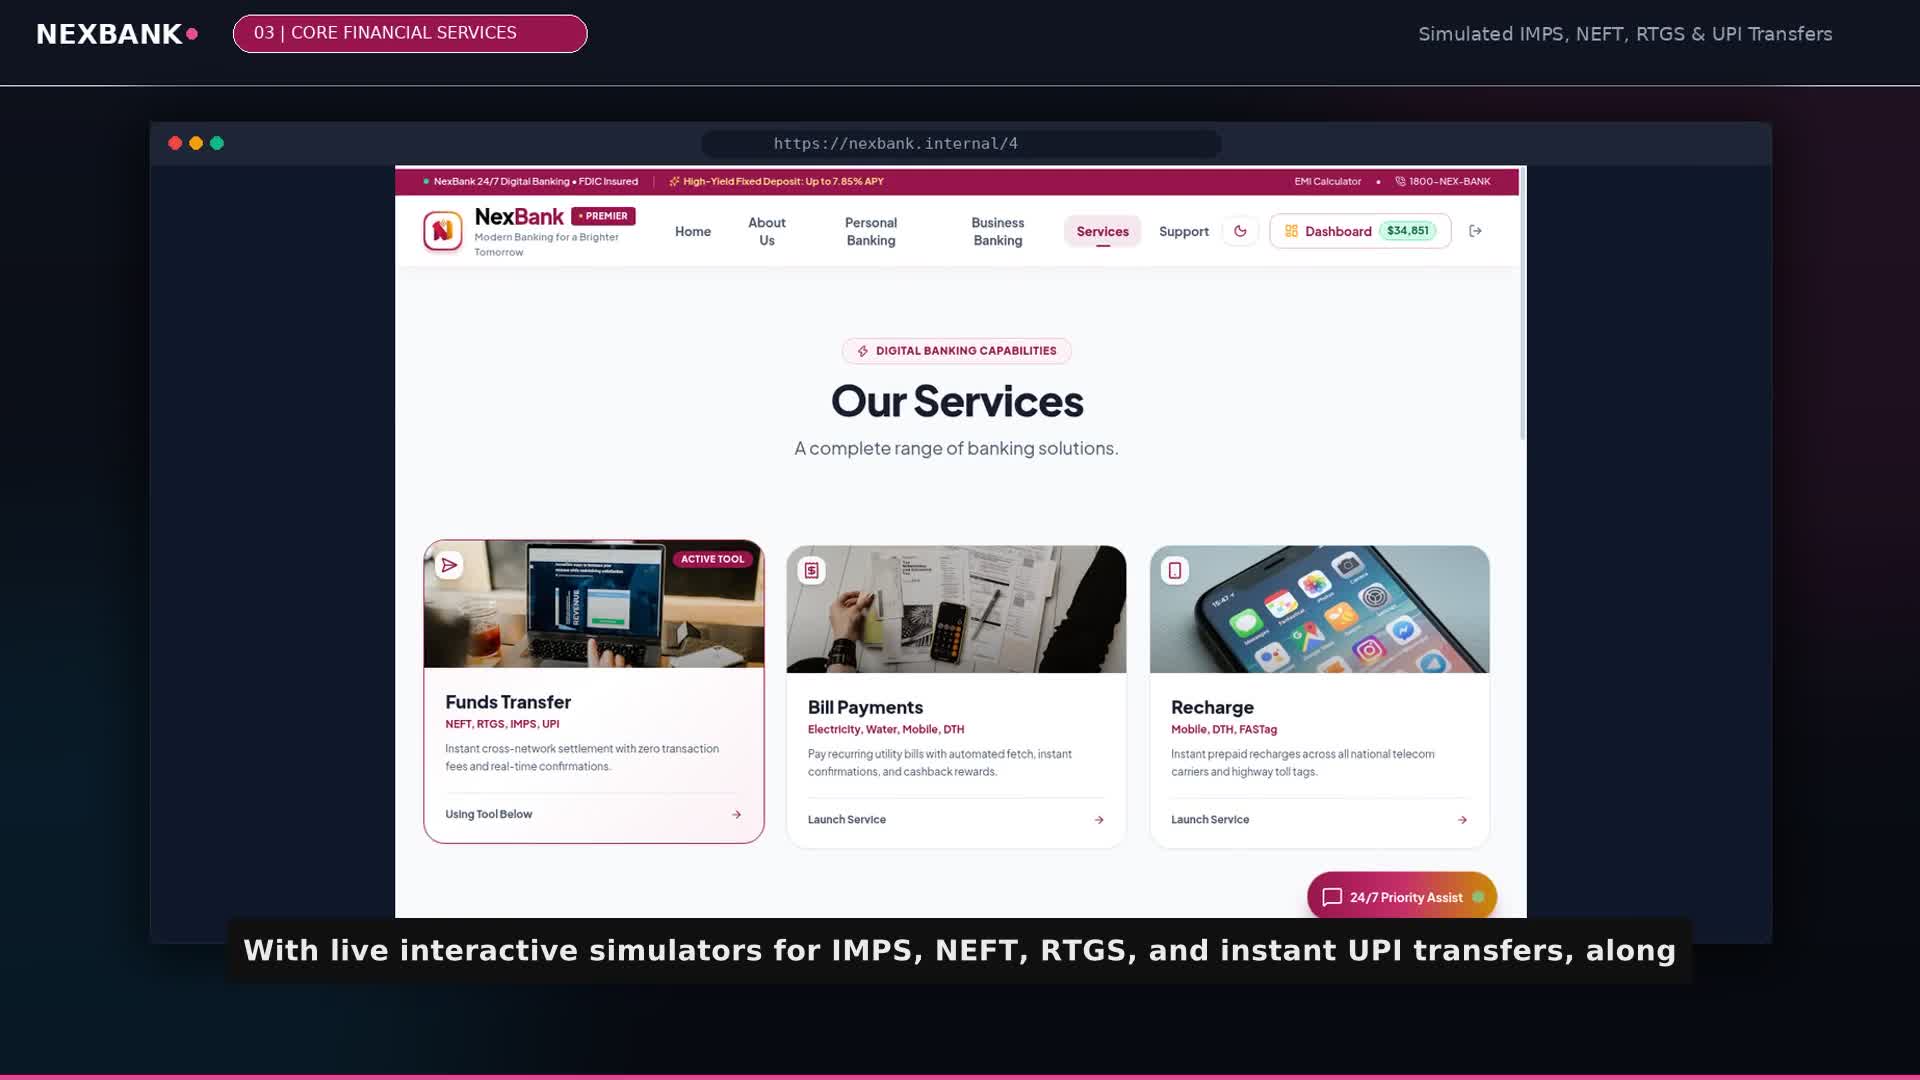 NEXBANK
03 | CORE FINANCIAL SERVICES
Simulated IMPS, NEFT, RTGS & UPI Transfers
https://nexbank.internal/4
NexBank 24/7 Digital Banking • FDIC Insured
High-Yield Fixed Deposit: Up to 7.85% APY
EMI Calculator • 1800-NEX-BANK
NexBank
• PREMIER
Modern Banking for a Brighter
Tomorrow
Home
About
Us
Personal
Banking
Business
Banking
Services
Support
Dashboard
$34,851
DIGITAL BANKING CAPABILITIES
Our Services
A complete range of banking solutions.
ACTIVE TOOL
REVENUE
Funds Transfer
NEFT, RTGS, IMPS, UPI
Instant cross-network settlement with zero transaction
fees and real-time confirmations.
Using Tool Below
Bill Payments
Electricity, Water, Mobile, DTH
Pay recurring utility bills with automated fetch, instant
confirmations, and cashback rewards.
Launch Service
15:47
Camera
Photos
Messages
Recharge
Mobile, DTH, FASTag
Instant prepaid recharges across all national telecom
carriers and highway toll tags.
Launch Service
24/7 Priority Assist
With live interactive simulators for IMPS, NEFT, RTGS, and instant UPI transfers, along